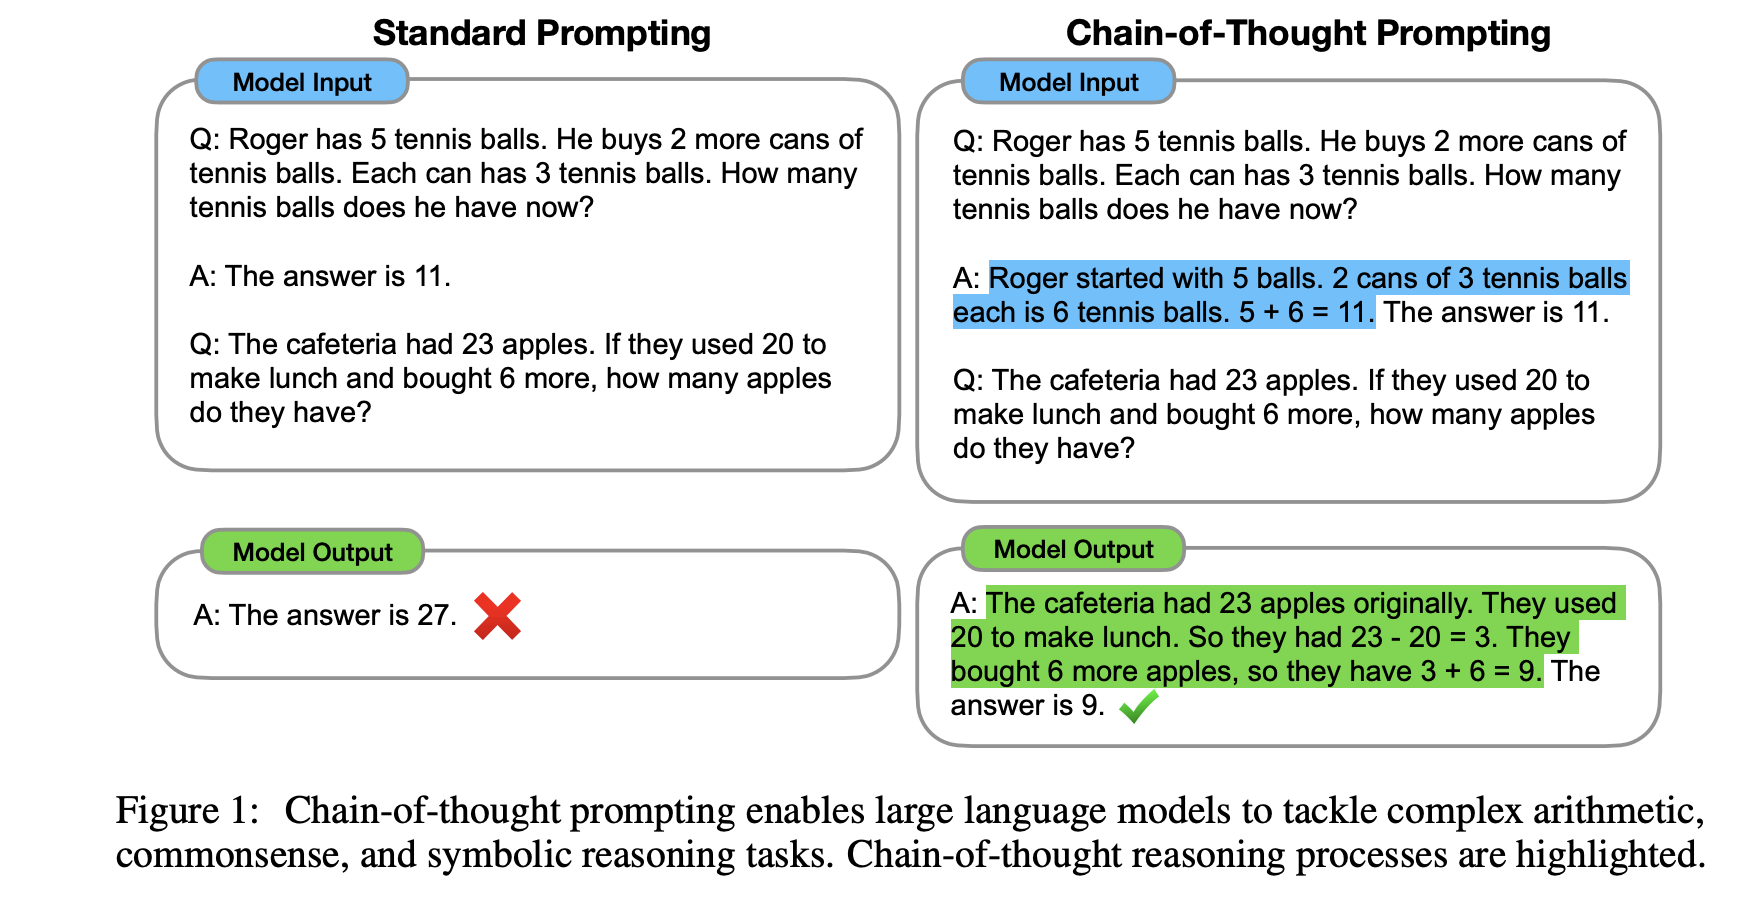 Standard Prompting
Model Input
Q: Roger has 5 tennis balls. He buys 2 more cans of
tennis balls. Each can has 3 tennis balls. How many
tennis balls does he have now?
A: The answer is 11.
Q: The cafeteria had 23 apples. If they used 20 to
make lunch and bought 6 more, how many apples
do they have?
Model Output
A: The answer is 27.
Chain-of-Thought Prompting
Model Input
Q: Roger has 5 tennis balls. He buys 2 more cans of
tennis balls. Each can has 3 tennis balls. How many
tennis balls does he have now?
A: Roger started with 5 balls. 2 cans of 3 tennis balls
each is 6 tennis balls. 5 + 6 = 11. The answer is 11.
Q: The cafeteria had 23 apples. If they used 20 to
make lunch and bought 6 more, how many apples
do they have?
Model Output
A: The cafeteria had 23 apples originally. They used
20 to make lunch. So they had 23 - 20 = 3. They
bought 6 more apples, so they have 3 + 6 = 9. The
answer is 9.
Figure 1: Chain-of-thought prompting enables large language models to tackle complex arithmetic,
commonsense, and symbolic reasoning tasks. Chain-of-thought reasoning processes are highlighted.